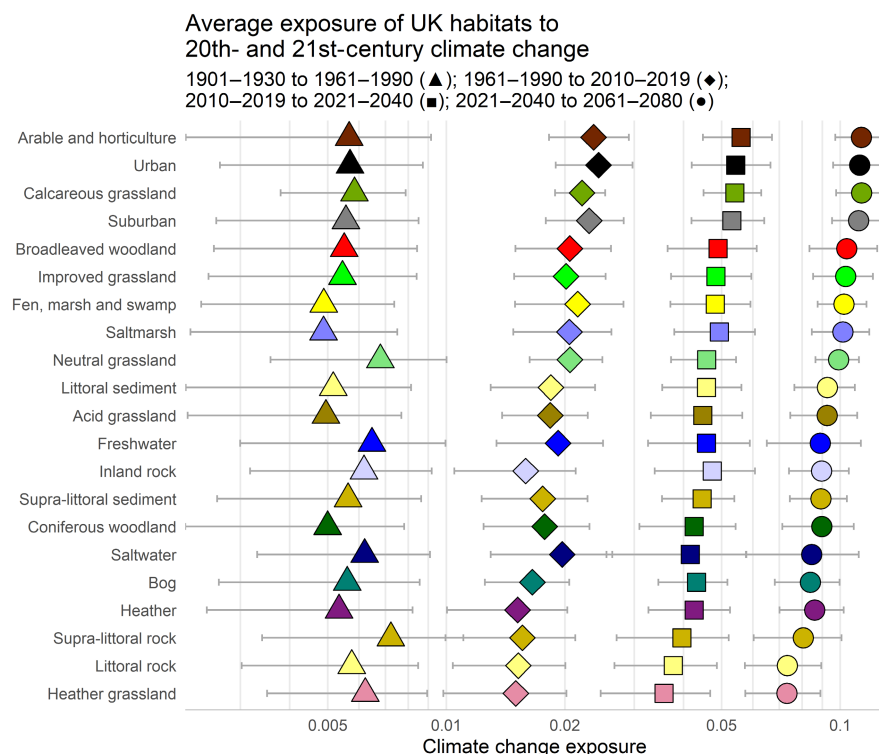 Average exposure of UK habitats to
20th- and 21st-century climate change
1901–1930 to 1961–1990 (▲); 1961–1990 to 2010–2019 (◆);
2010–2019 to 2021–2040 (■); 2021–2040 to 2061–2080 (●)
Arable and horticulture
Urban
Calcareous grassland
Suburban
Broadleaved woodland
Improved grassland
Fen, marsh and swamp
Saltmarsh
Neutral grassland
Littoral sediment
Acid grassland
Freshwater
Inland rock
Supra-littoral sediment
Coniferous woodland
Saltwater
Bog
Heather
Supra-littoral rock
Littoral rock
Heather grassland
0.005 0.01 0.02 0.05 0.1
Climate change exposure